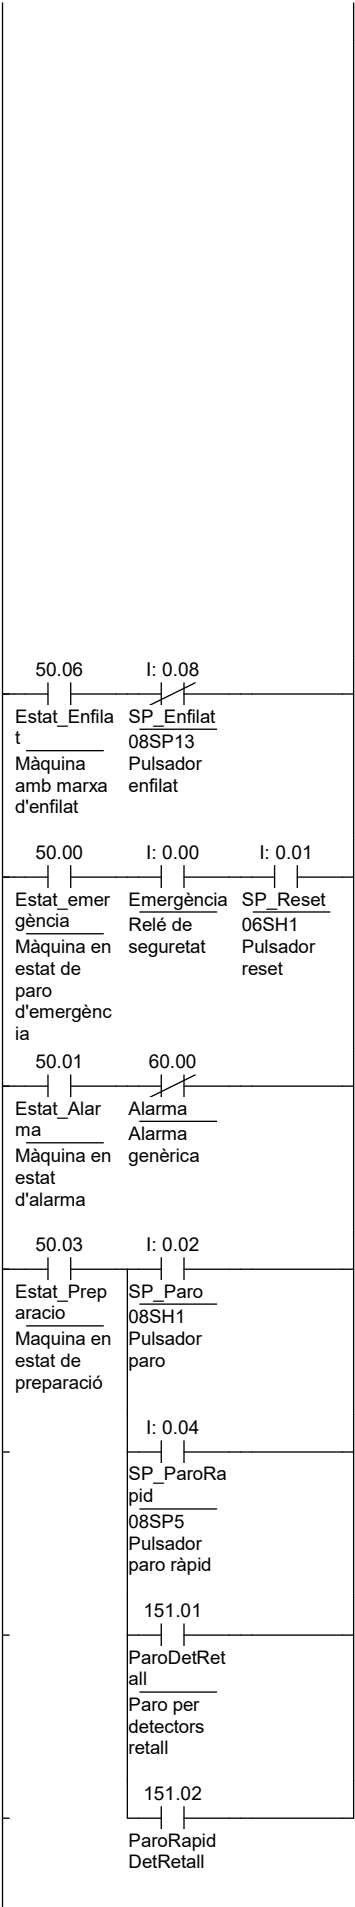 50.06 I: 0.08
Estat_Enfila SP_Enfilat
t 08SP13
Màquina Pulsador
amb marxa enfilat
d'enfilat
50.00 I: 0.00 I: 0.01
Estat_emer Emergència SP_Reset
gència Relé de 06SH1
Màquina en seguretat Pulsador
estat de reset
paro
d'emergènc
ia
50.01 60.00
Estat_Alar Alarma
ma Alarma
Màquina en genèrica
estat
d'alarma
50.03 I: 0.02
Estat_Prep SP_Paro
aracio 08SH1
Maquina en Pulsador
estat de paro
preparació
I: 0.04
SP_ParoRa
pid
08SP5
Pulsador
paro ràpid
151.01
ParoDetRet
all
Paro per
detectors
retall
151.02
ParoRapid
DetRetall